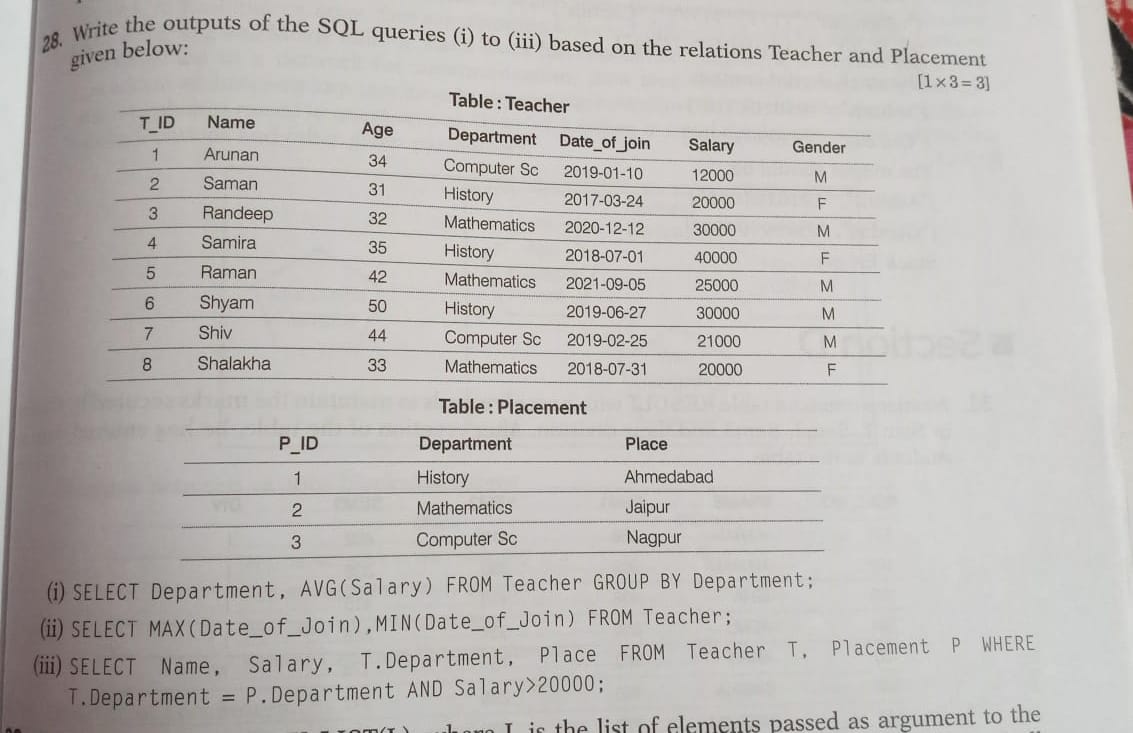 28. Write the outputs of the SQL queries (i) to (iii) based on the relations Teacher and Placement
given below:
[1×3=3]
Table : Teacher
T_ID Name Age Department Date_of_join Salary Gender
1 Arunan 34 Computer Sc 2019-01-10 12000 M
2 Saman 31 History 2017-03-24 20000 F
3 Randeep 32 Mathematics 2020-12-12 30000 M
4 Samira 35 History 2018-07-01 40000 F
5 Raman 42 Mathematics 2021-09-05 25000 M
6 Shyam 50 History 2019-06-27 30000 M
7 Shiv 44 Computer Sc 2019-02-25 21000 M
8 Shalakha 33 Mathematics 2018-07-31 20000 F
Table : Placement
P_ID Department Place
1 History Ahmedabad
2 Mathematics Jaipur
3 Computer Sc Nagpur
(i) SELECT Department, AVG(Salary) FROM Teacher GROUP BY Department;
(ii) SELECT MAX(Date_of_Join),MIN(Date_of_Join) FROM Teacher;
(iii) SELECT Name, Salary, T.Department, Place FROM Teacher T, Placement P WHERE
T.Department = P.Department AND Salary>20000;
is the list of elements passed as argument to the